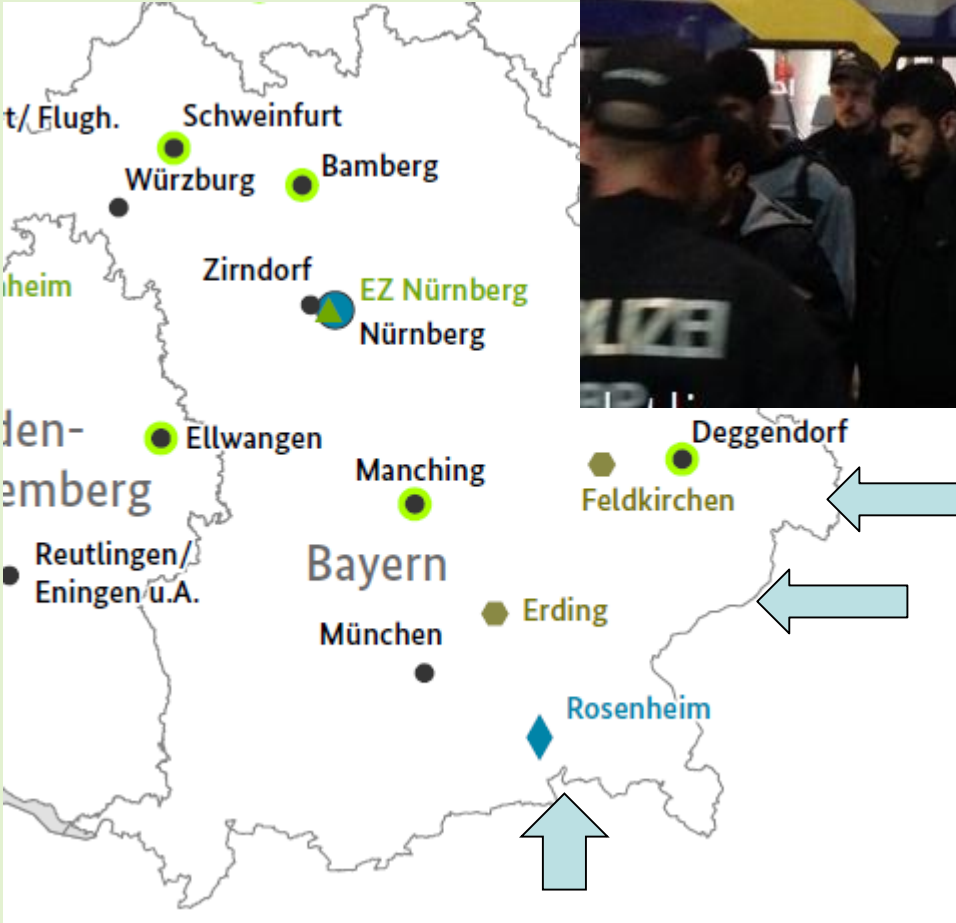 t/ Flugh.
Schweinfurt
Würzburg
Bamberg
Zirndorf
EZ Nürnberg
Nürnberg
heim
den-
emberg
Ellwangen
Manching
Deggendorf
Feldkirchen
Reutlingen/
Eningen u.A.
Bayern
Erding
München
Rosenheim
LIZEI